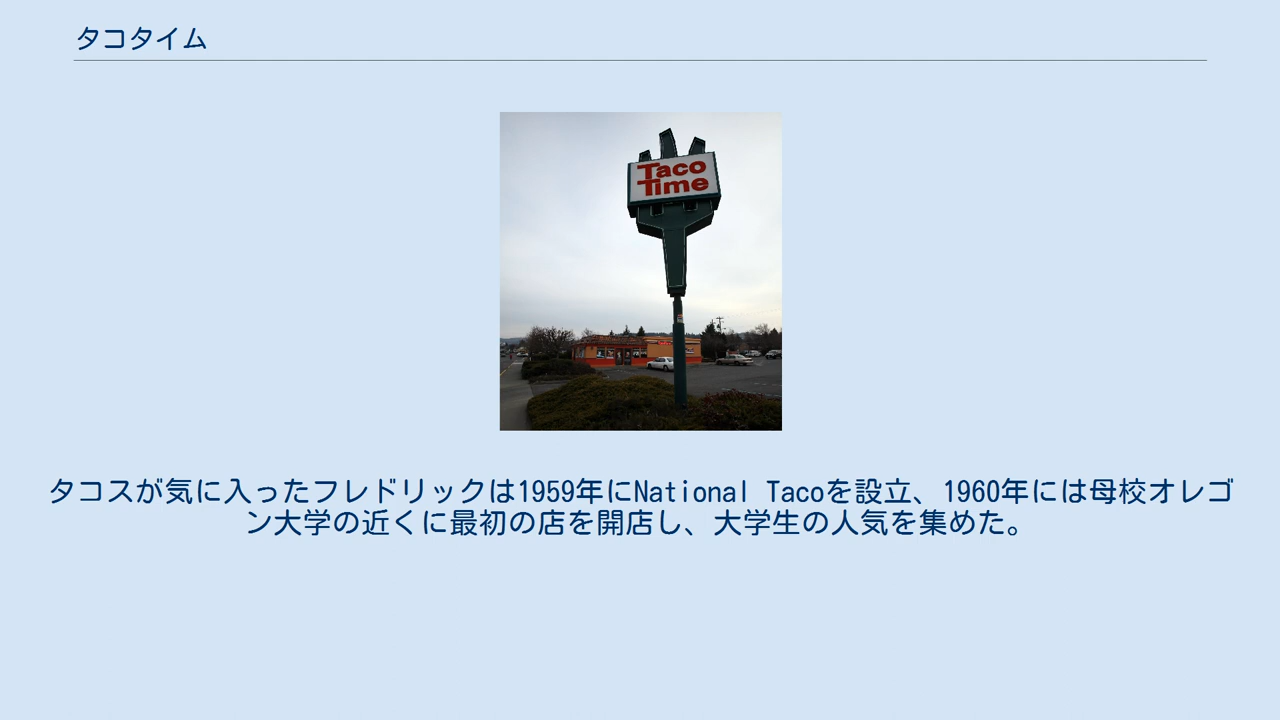 タコタイム
Taco
Time
タコスが気に入ったフレドリックは1959年にNational Tacoを設立、1960年には母校オレゴ
ン大学の近くに最初の店を開店し、大学生の人気を集めた。